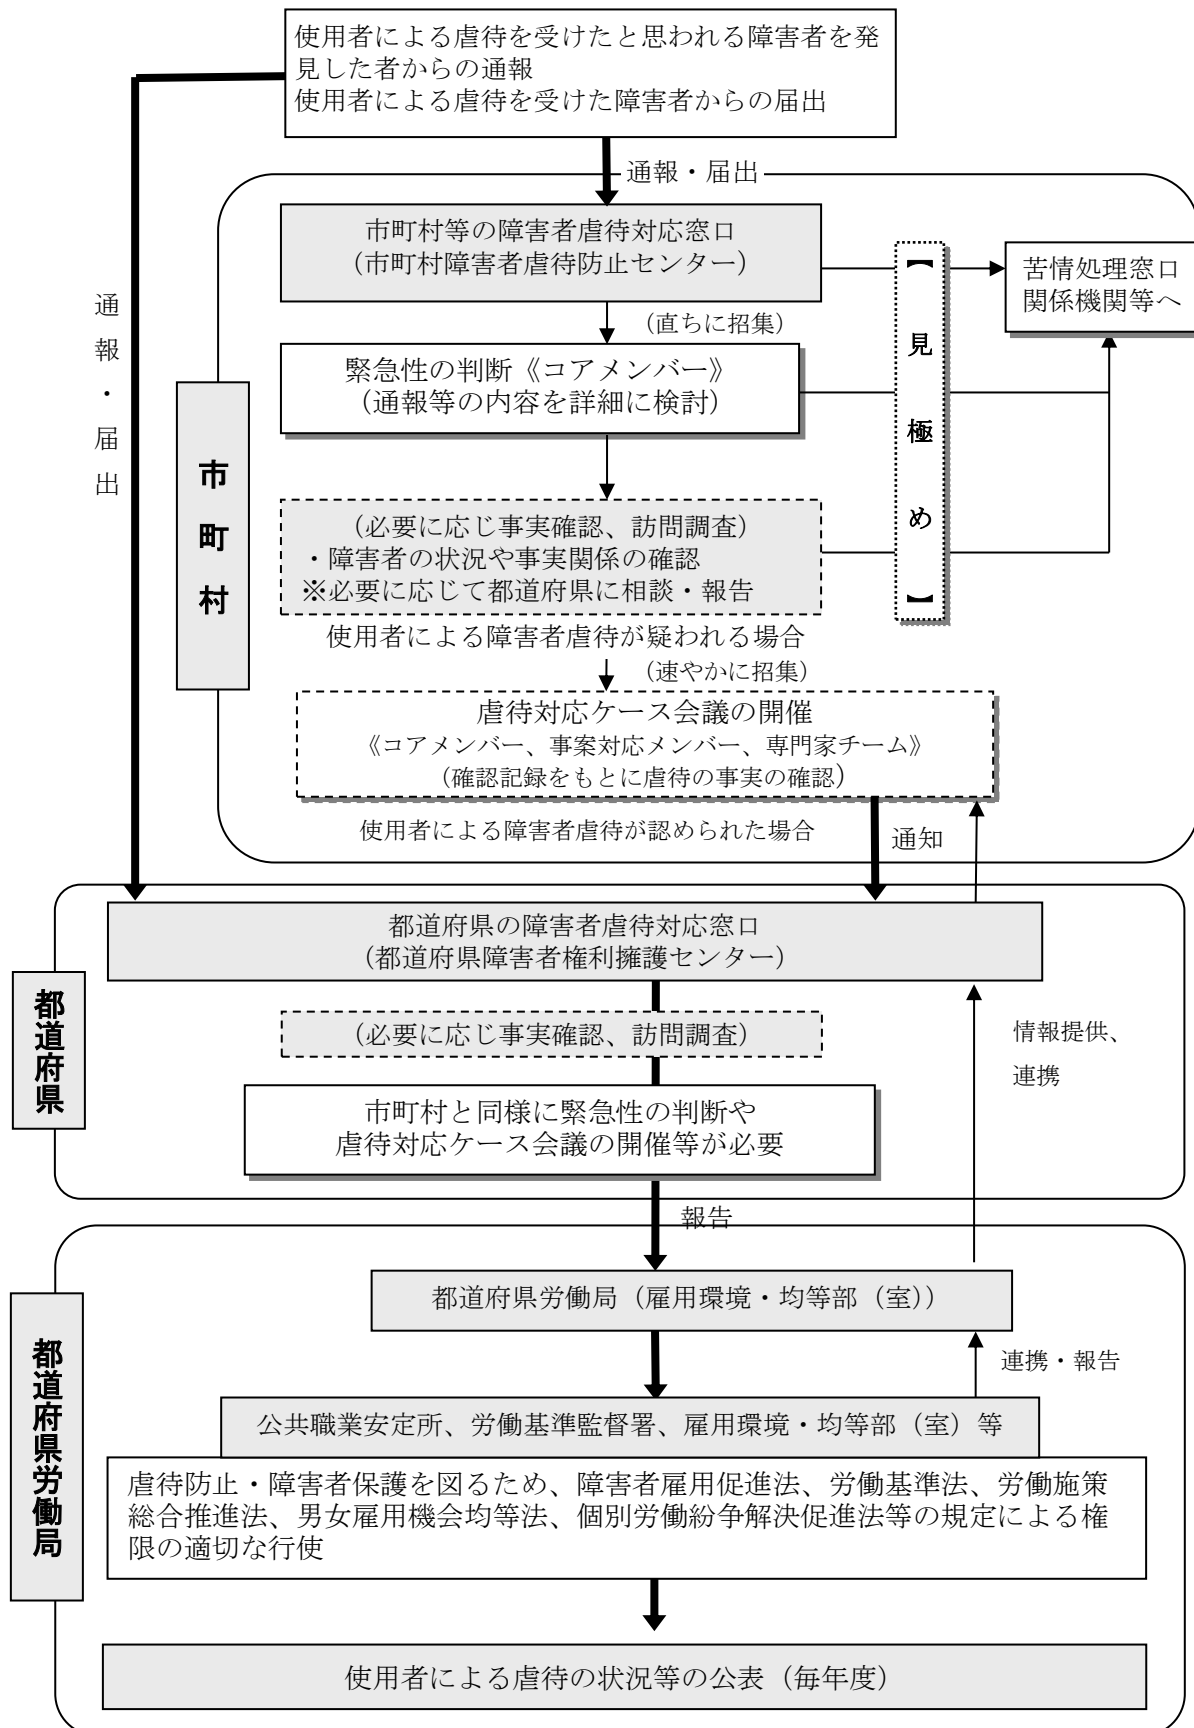 使用者による虐待を受けたと思われる障害者を発
見した者からの通報
使用者による虐待を受けた障害者からの届出
通報・届出
通報・届出
市町村
市町村等の障害者虐待対応窓口
（市町村障害者虐待防止センター）
（直ちに招集）
緊急性の判断《コアメンバー》
（通報等の内容を詳細に検討）
【見極め】
苦情処理窓口
関係機関等へ
（必要に応じ事実確認、訪問調査）
・障害者の状況や事実関係の確認
※必要に応じて都道府県に相談・報告
使用者による障害者虐待が疑われる場合
（速やかに招集）
虐待対応ケース会議の開催
《コアメンバー、事案対応メンバー、専門家チーム》
（確認記録をもとに虐待の事実の確認）
使用者による障害者虐待が認められた場合
通知
都道府県
都道府県の障害者虐待対応窓口
（都道府県障害者権利擁護センター）
（必要に応じ事実確認、訪問調査）
市町村と同様に緊急性の判断や
虐待対応ケース会議の開催等が必要
情報提供、
連携
報告
都道府県労働局
都道府県労働局（雇用環境・均等部（室））
連携・報告
公共職業安定所、労働基準監督署、雇用環境・均等部（室）等
虐待防止・障害者保護を図るため、障害者雇用促進法、労働基準法、労働施策
総合推進法、男女雇用機会均等法、個別労働紛争解決促進法等の規定による権
限の適切な行使
使用者による虐待の状況等の公表（毎年度）